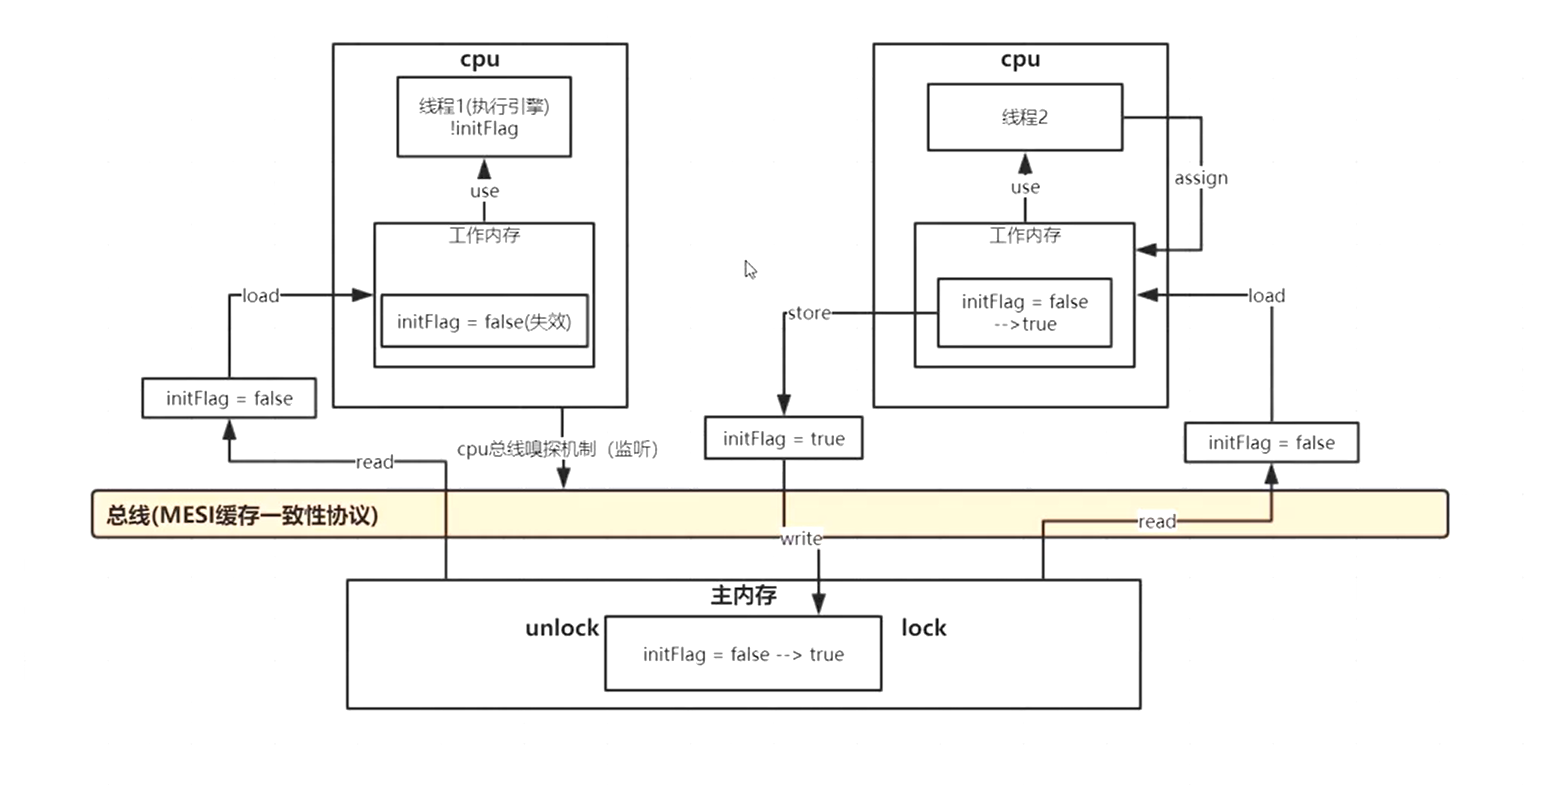 cpu
线程1(执行引擎)
!initFlag
use
工作内存
initFlag = false(失效)
load
initFlag = false
read
cpu总线嗅探机制（监听）
cpu
线程2
assign
use
工作内存
initFlag = false
-->true
store
load
initFlag = true
initFlag = false
总线(MESI缓存一致性协议)
write
read
主内存
unlock
lock
initFlag = false --> true